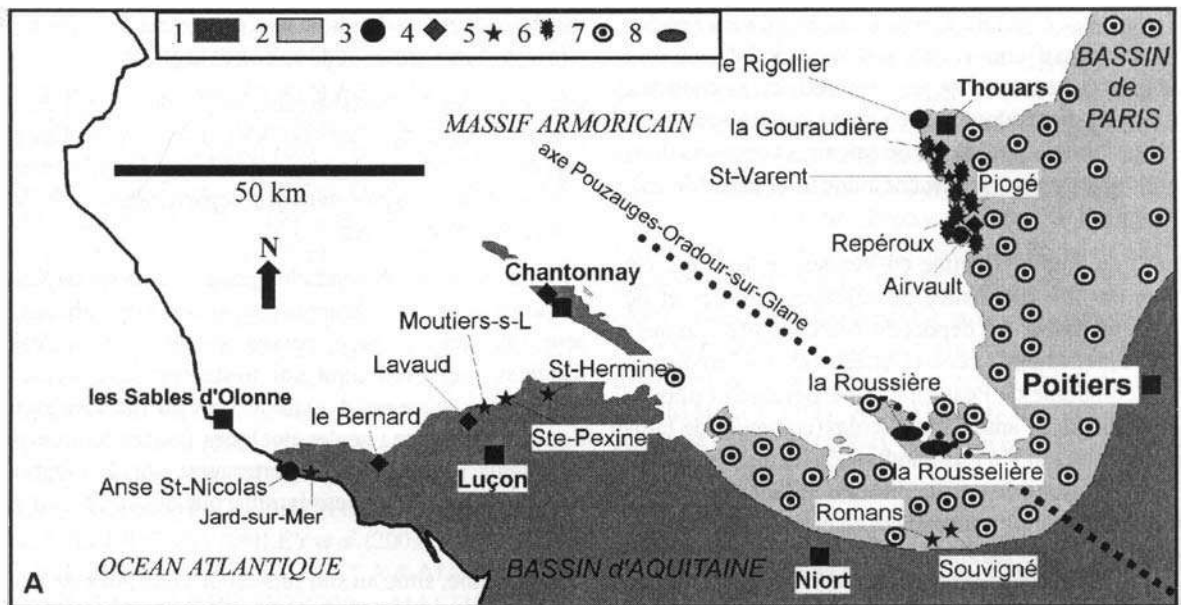 1 2 3 4 5 6 7 8
le Rigollier
BASSIN
de
PARIS
Thouars
MASSIF ARMORICAIN
la Gouraudière
50 km
axe Pouzauges-Oradour-sur-Glane
St-Varent
Piogé
N
Repéroux
Chantonnay
Airvault
Moutiers-s-L
Lavaud
St-Hermine
la Roussière
Poitiers
les Sables d'Olonne
le Bernard
Ste-Pexine
Luçon
la Rousselière
Anse St-Nicolas
Romans
Jard-sur-Mer
A
OCEAN ATLANTIQUE
BASSIN d'AQUITAINE
Niort
Souvigné